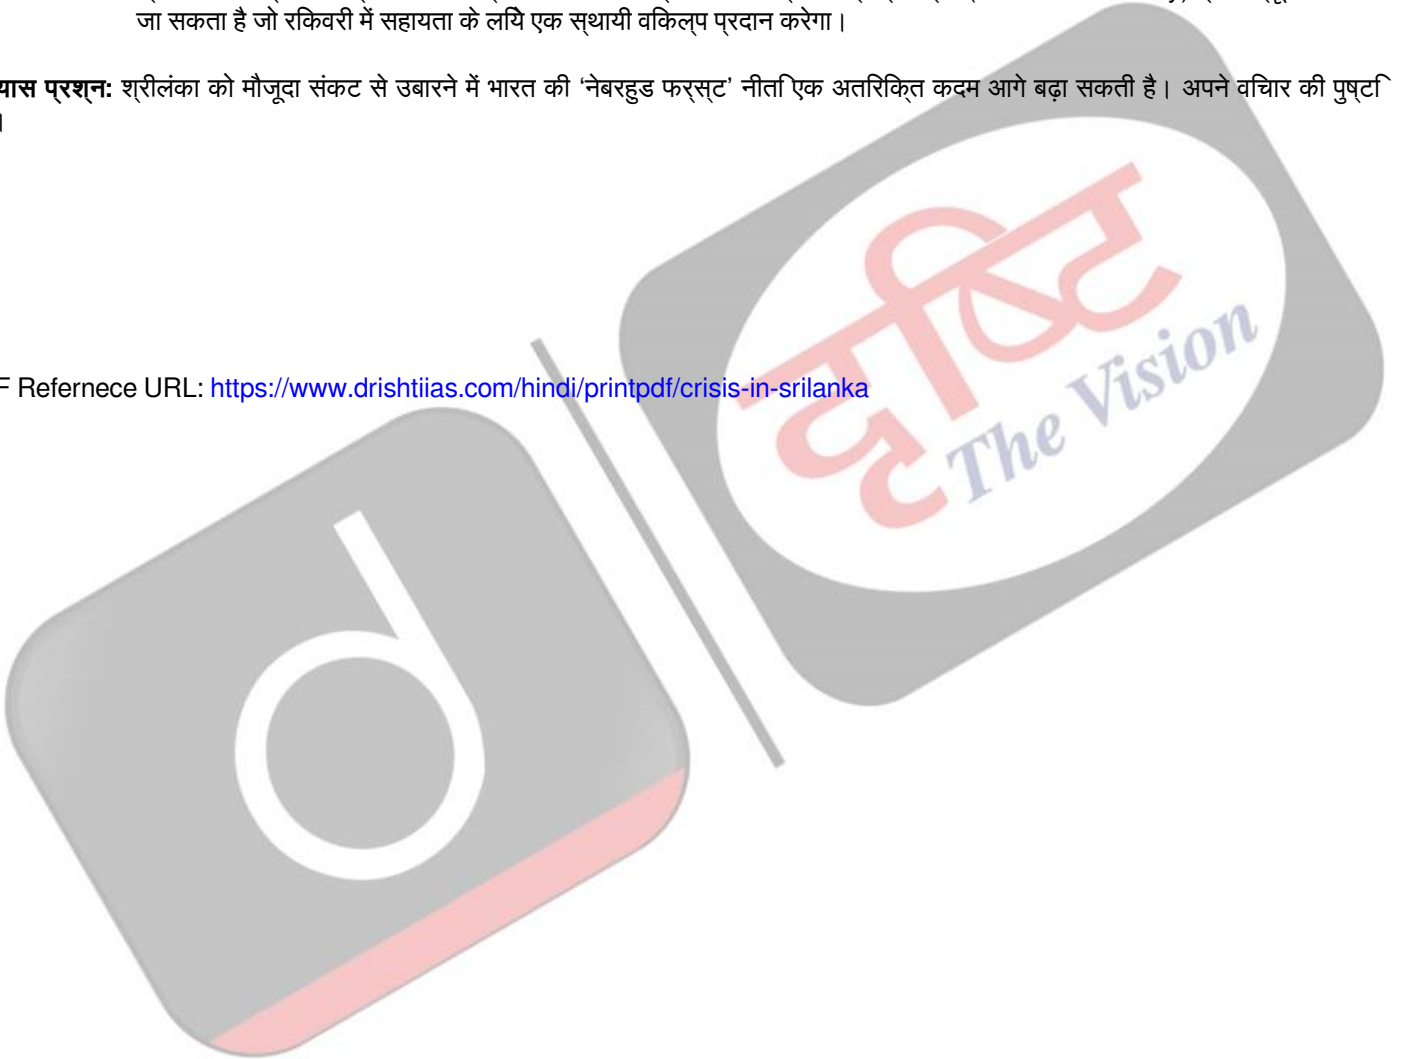 जा सकता है जो रिकवरी में सहायता के लिये एक स्थायी विकल्प प्रदान करेगा।
यास प्रश्न: श्रीलंका को मौजूदा संकट से उबारने में भारत की ‘नेबरहुड फर्स्ट’ नीति एक अतिरिक्त कदम आगे बढ़ा सकती है। अपने विचार की पुष्टि
।
F Refernece URL: https://www.drishtiias.com/hindi/printpdf/crisis-in-srilanka
दृष्टि
The Vision
d